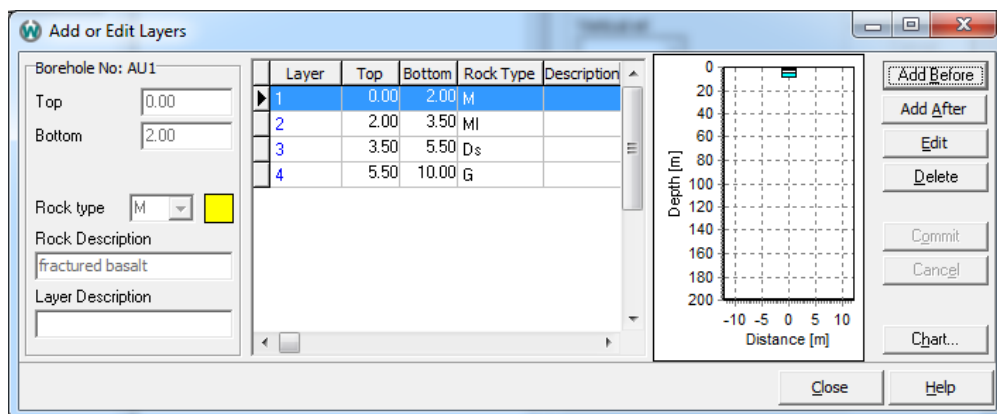 Add or Edit Layers
Borehole No: AU1
Top 0.00
Bottom 2.00
Rock type M
Rock Description
fractured basalt
Layer Description
Layer Top Bottom Rock Type Description
1 0.00 2.00 M
2 2.00 3.50 Ml
3 3.50 5.50 Ds
4 5.50 10.00 G
Depth [m]
0
20
40
60
80
100
120
140
160
180
200
-10 -5 0 5 10
Distance [m]
Add Before
Add After
Edit
Delete
Commit
Cancel
Chart...
Close Help